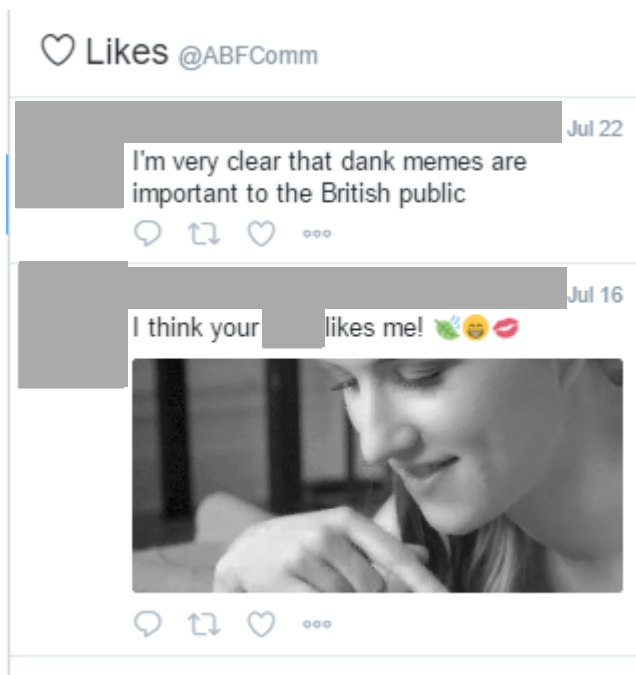 Likes @ABFComm
Jul 22
I'm very clear that dank memes are
important to the British public
Jul 16
I think your likes me! 🍃😁💋